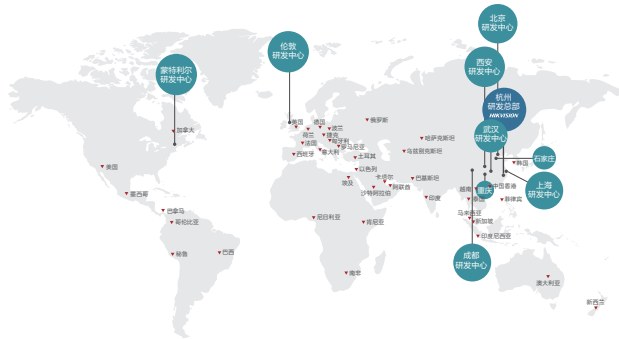 北京
研发中心
伦敦
研发中心
西安
研发中心
蒙特利尔
研发中心
杭州
研发总部
HIKVISION
武汉
研发中心
石家庄
上海
研发中心
重庆
成都
研发中心
加拿大
美国
墨西哥
巴拿马
哥伦比亚
秘鲁
巴西
英国
德国
荷兰
波兰
捷克
法国
匈牙利
罗马尼亚
西班牙
意大利
土耳其
俄罗斯
哈萨克斯坦
乌兹别克斯坦
以色列
埃及
卡塔尔
阿联酋
沙特阿拉伯
巴基斯坦
印度
韩国
中国香港
越南
泰国
菲律宾
马来西亚
新加坡
印度尼西亚
尼日利亚
肯尼亚
南非
澳大利亚
新西兰